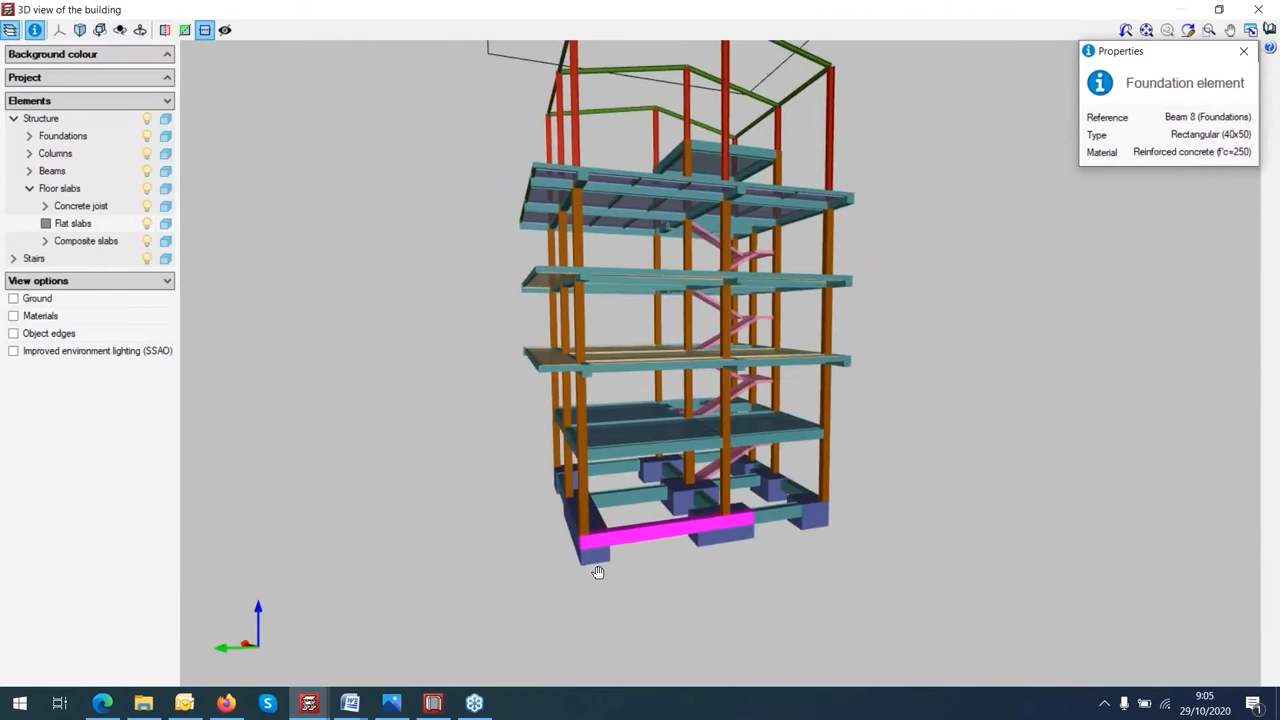 3D view of the building
Background colour
Project
Elements
Structure
Foundations
Columns
Beams
Floor slabs
Concrete joist
Flat slabs
Composite slabs
Stairs
View options
Ground
Materials
Object edges
Improved environment lighting (SSAO)
Properties
Foundation element
Reference Beam 8 (Foundations)
Type Rectangular (40x50)
Material Reinforced concrete (f'c=250)
9:05
29/10/2020
1